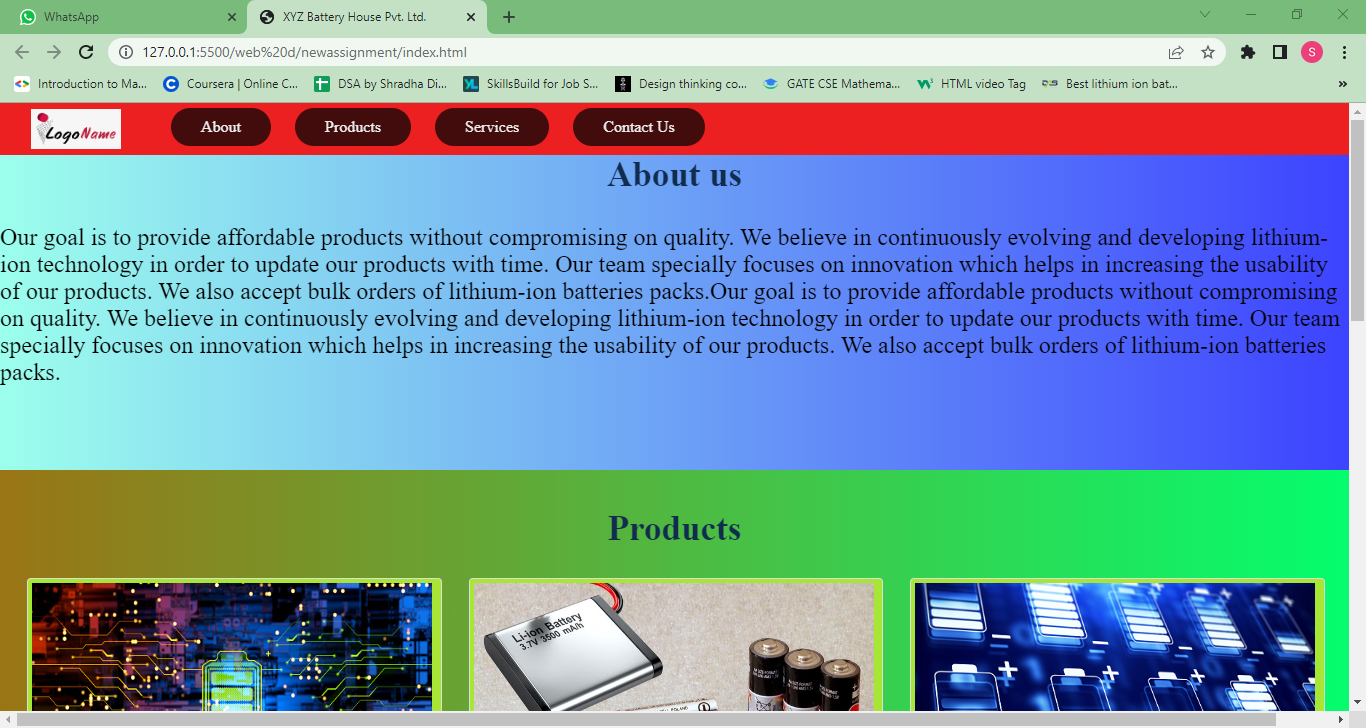 WhatsApp
XYZ Battery House Pvt. Ltd.
127.0.0.1:5500/web%20d/newassignment/index.html
S
Introduction to Ma...
Coursera | Online C...
DSA by Shradha Di...
SkillsBuild for Job S...
Design thinking co...
GATE CSE Mathema...
HTML video Tag
Best lithium ion bat...
»
LogoName
About
Products
Services
Contact Us
About us
Our goal is to provide affordable products without compromising on quality. We believe in continuously evolving and developing lithium-
ion technology in order to update our products with time. Our team specially focuses on innovation which helps in increasing the usability
of our products. We also accept bulk orders of lithium-ion batteries packs.Our goal is to provide affordable products without compromising
on quality. We believe in continuously evolving and developing lithium-ion technology in order to update our products with time. Our team
specially focuses on innovation which helps in increasing the usability of our products. We also accept bulk orders of lithium-ion batteries
packs.
Products
Li-ion Battery
3.7V 3500 mA/h